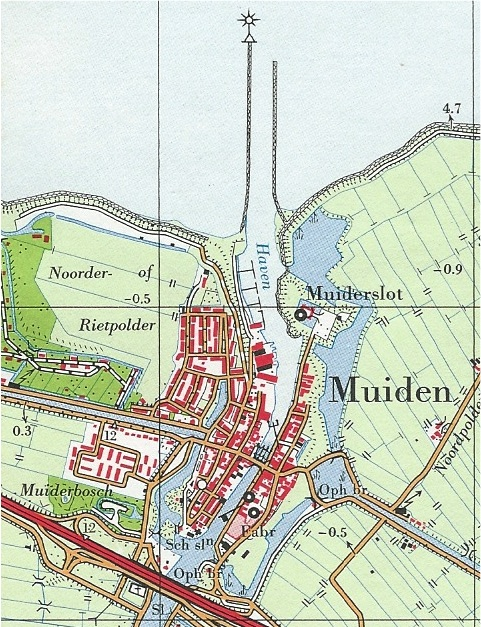 4.7
Haven
Noorder- of
-0.9
-0.5
Muiderslot
Rietpolder
Muiden
0.3
12
Noordpolder
Muiderbosch
Oph br.
12
Fabr
-0.5
Sch slⁿ
Oph br
Sl.